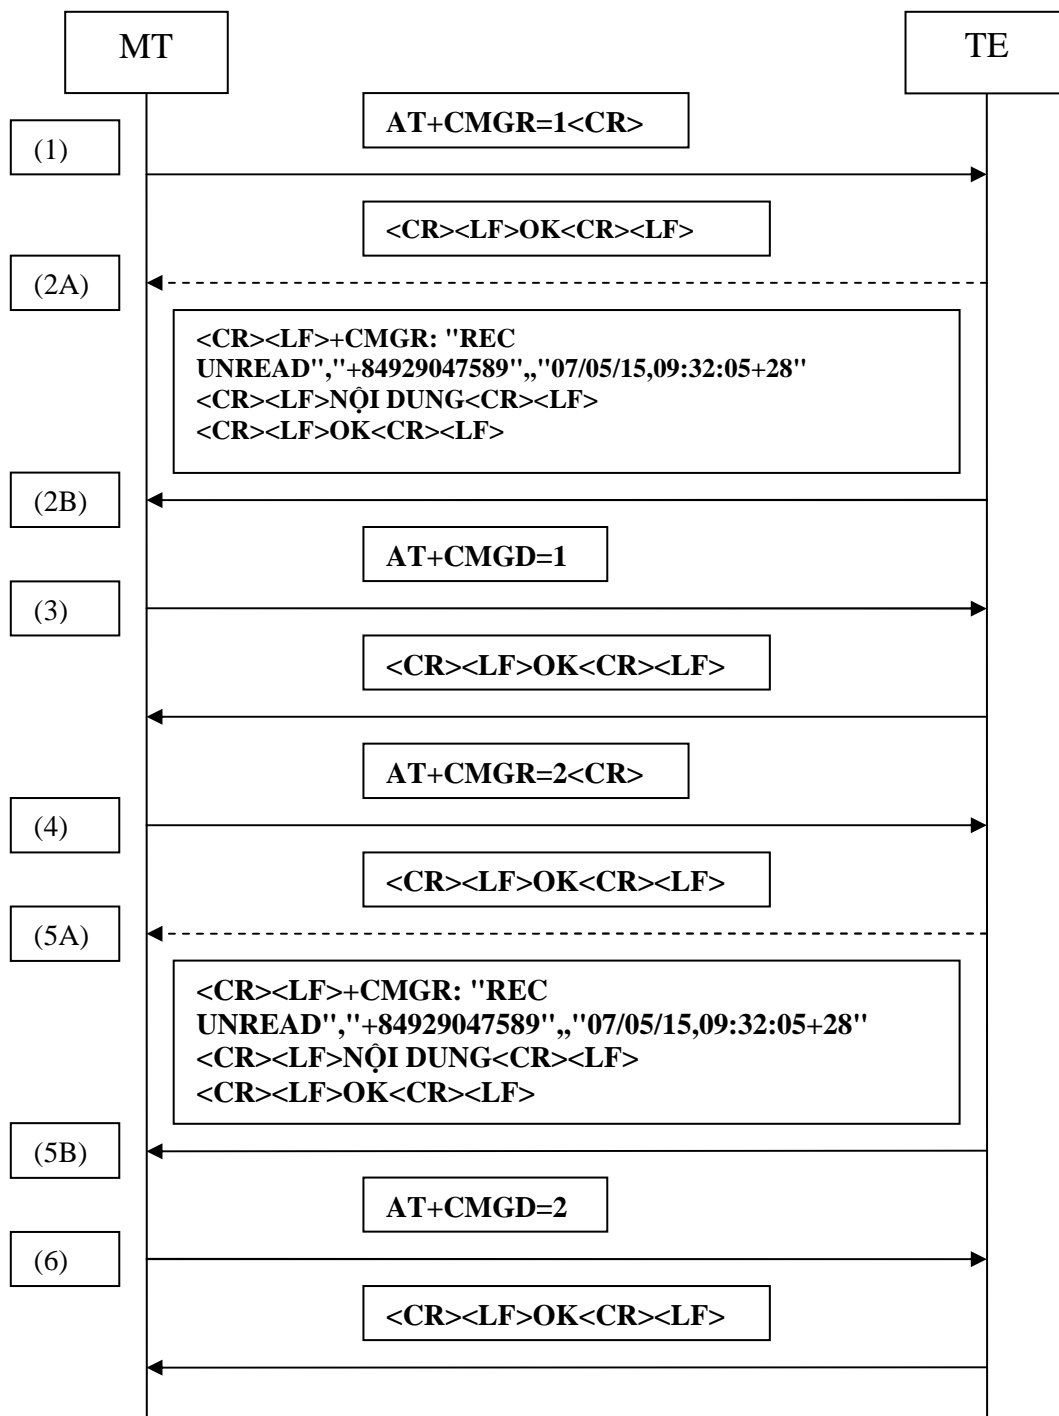 MT
TE
AT+CMGR=1<CR>
(1)
<CR><LF>OK<CR><LF>
(2A)
<CR><LF>+CMGR: "REC
UNREAD","+84929047589",,"07/05/15,09:32:05+28"
<CR><LF>NỘI DUNG<CR><LF>
<CR><LF>OK<CR><LF>
(2B)
AT+CMGD=1
(3)
<CR><LF>OK<CR><LF>
AT+CMGR=2<CR>
(4)
<CR><LF>OK<CR><LF>
(5A)
<CR><LF>+CMGR: "REC
UNREAD","+84929047589",,"07/05/15,09:32:05+28"
<CR><LF>NỘI DUNG<CR><LF>
<CR><LF>OK<CR><LF>
(5B)
AT+CMGD=2
(6)
<CR><LF>OK<CR><LF>